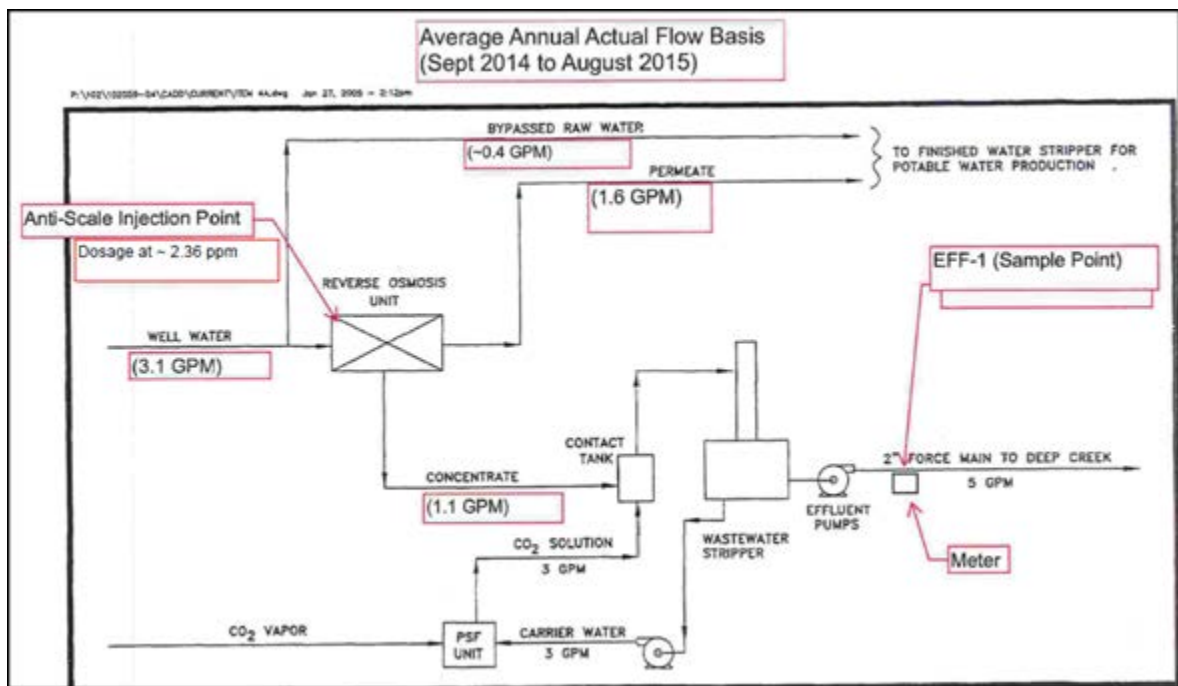 Average Annual Actual Flow Basis
(Sept 2014 to August 2015)
BYPASSED RAW WATER
(~0.4 GPM)
TO FINISHED WATER STRIPPER FOR
POTABLE WATER PRODUCTION .
PERMEATE
(1.6 GPM)
Anti-Scale Injection Point
Dosage at ~ 2.36 ppm
EFF-1 (Sample Point)
REVERSE OSMOSIS
UNIT
WELL WATER
(3.1 GPM)
CONTACT
TANK
2" FORCE MAIN TO DEEP CREEK
5 GPM
CONCENTRATE
(1.1 GPM)
EFFLUENT
PUMPS
WASTEWATER
STRIPPER
Meter
CO2 SOLUTION
3 GPM
CO2 VAPOR
PSF
UNIT
CARRIER WATER
3 GPM